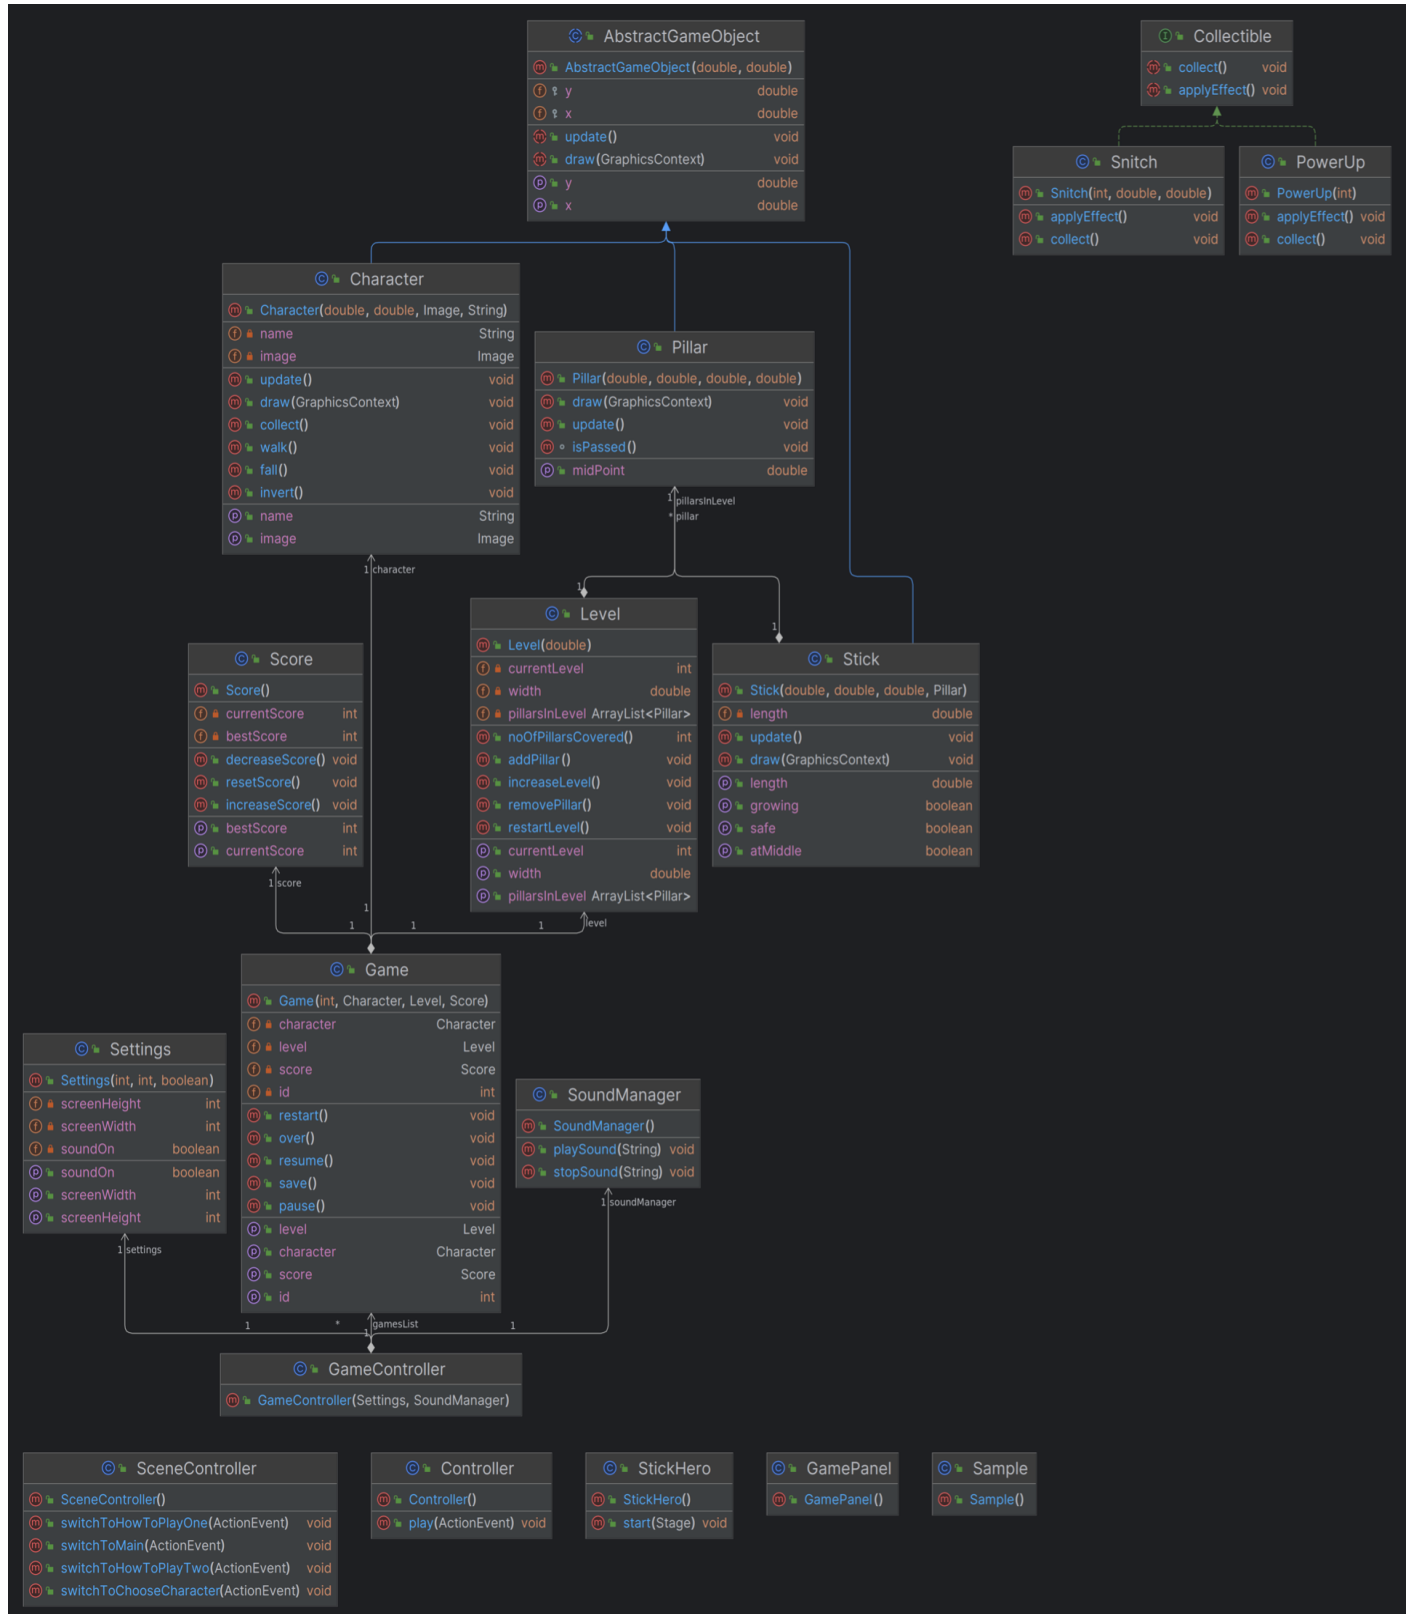 AbstractGameObject
AbstractGameObject(double, double)
y double
x double
update() void
draw(GraphicsContext) void
y double
x double
Collectible
collect() void
applyEffect() void
Snitch
Snitch(int, double, double)
applyEffect() void
collect() void
PowerUp
PowerUp(int)
applyEffect() void
collect() void
Character
Character(double, double, Image, String)
name String
image Image
update() void
draw(GraphicsContext) void
collect() void
walk() void
fall() void
invert() void
name String
image Image
Pillar
Pillar(double, double, double, double)
draw(GraphicsContext) void
update() void
isPassed() void
midPoint double
1 pillarsInLevel
* pillar
1 character
1
1
Level
Level(double)
currentLevel int
width double
pillarsInLevel ArrayList<Pillar>
noOfPillarsCovered() int
addPillar() void
increaseLevel() void
removePillar() void
restartLevel() void
currentLevel int
width double
pillarsInLevel ArrayList<Pillar>
Score
Score()
currentScore int
bestScore int
decreaseScore() void
resetScore() void
increaseScore() void
bestScore int
currentScore int
Stick
Stick(double, double, double, Pillar)
length double
update() void
draw(GraphicsContext) void
length double
growing boolean
safe boolean
atMiddle boolean
1 score
1
1 1 1 level
Game
Game(int, Character, Level, Score)
character Character
level Level
score Score
id int
restart() void
over() void
resume() void
save() void
pause() void
level Level
character Character
score Score
id int
Settings
Settings(int, int, boolean)
screenHeight int
screenWidth int
soundOn boolean
soundOn boolean
screenWidth int
screenHeight int
SoundManager
SoundManager()
playSound(String) void
stopSound(String) void
1 soundManager
1 settings
1 * 1 gamesList 1
GameController
GameController(Settings, SoundManager)
SceneController
SceneController()
switchToHowToPlayOne(ActionEvent) void
switchToMain(ActionEvent) void
switchToHowToPlayTwo(ActionEvent) void
switchToChooseCharacter(ActionEvent) void
Controller
Controller()
play(ActionEvent) void
StickHero
StickHero()
start(Stage) void
GamePanel
GamePanel()
Sample
Sample()